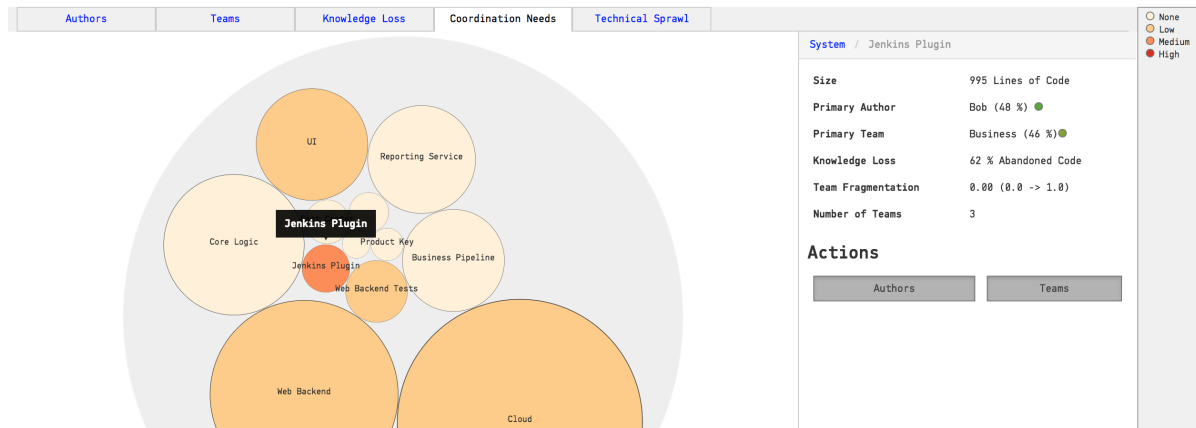 Authors
Teams
Knowledge Loss
Coordination Needs
Technical Sprawl
None
Low
Medium
High
System / Jenkins Plugin
Size 995 Lines of Code
Primary Author Bob (48 %)
Primary Team Business (46 %)
Knowledge Loss 62 % Abandoned Code
Team Fragmentation 0.00 (0.0 -> 1.0)
Number of Teams 3
Actions
Authors
Teams
UI
Reporting Service
Jenkins Plugin
Core Logic
Product Key
Business Pipeline
Jenkins Plugin
Web Backend Tests
Web Backend
Cloud